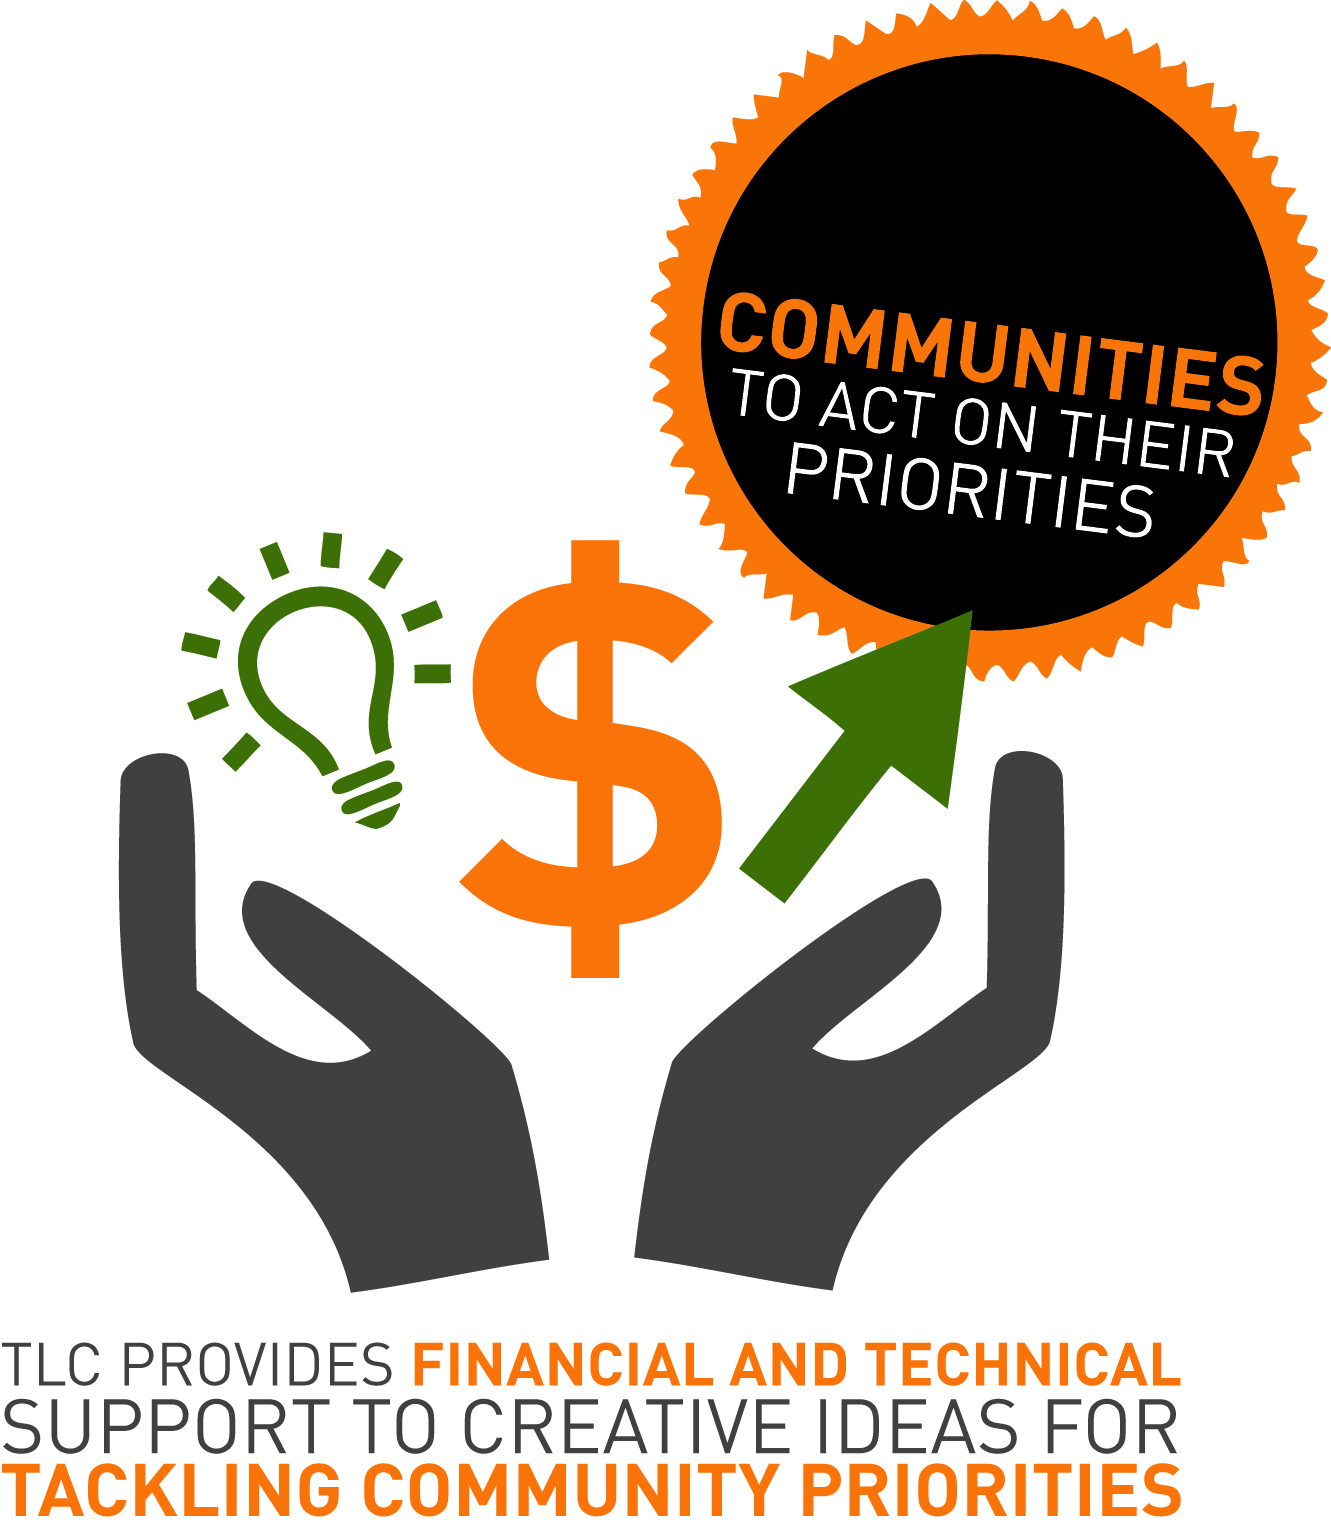 COMMUNITIES
TO ACT ON THEIR
PRIORITIES
$
TLC PROVIDES FINANCIAL AND TECHNICAL
SUPPORT TO CREATIVE IDEAS FOR
TACKLING COMMUNITY PRIORITIES